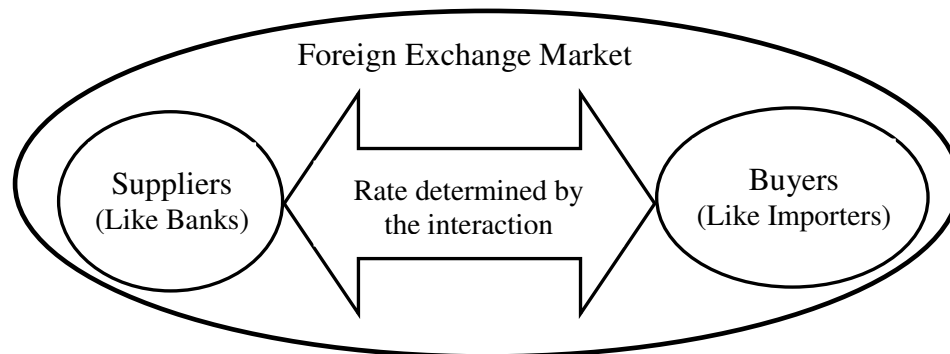 Foreign Exchange Market
Suppliers
(Like Banks)
Rate determined by
the interaction
Buyers
(Like Importers)